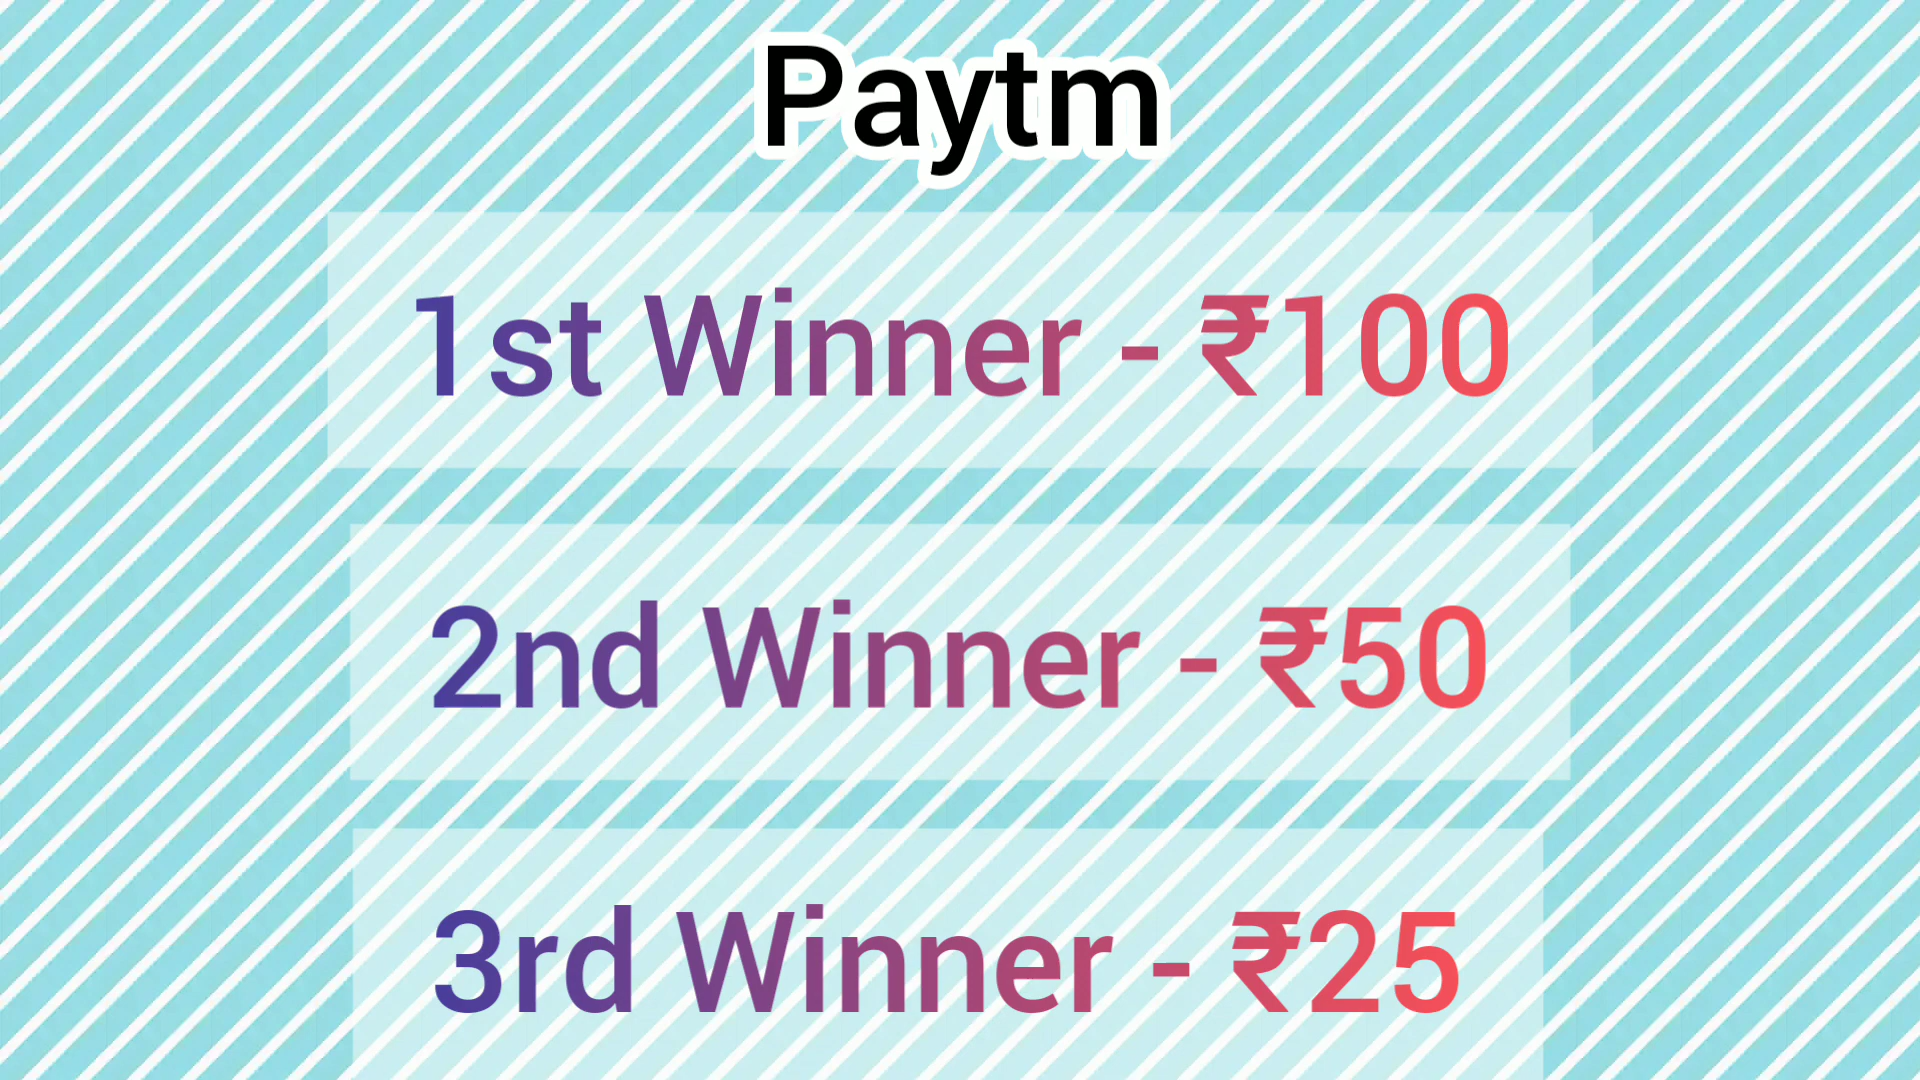 Paytm
1st Winner - ₹100
2nd Winner - ₹50
3rd Winner - ₹25